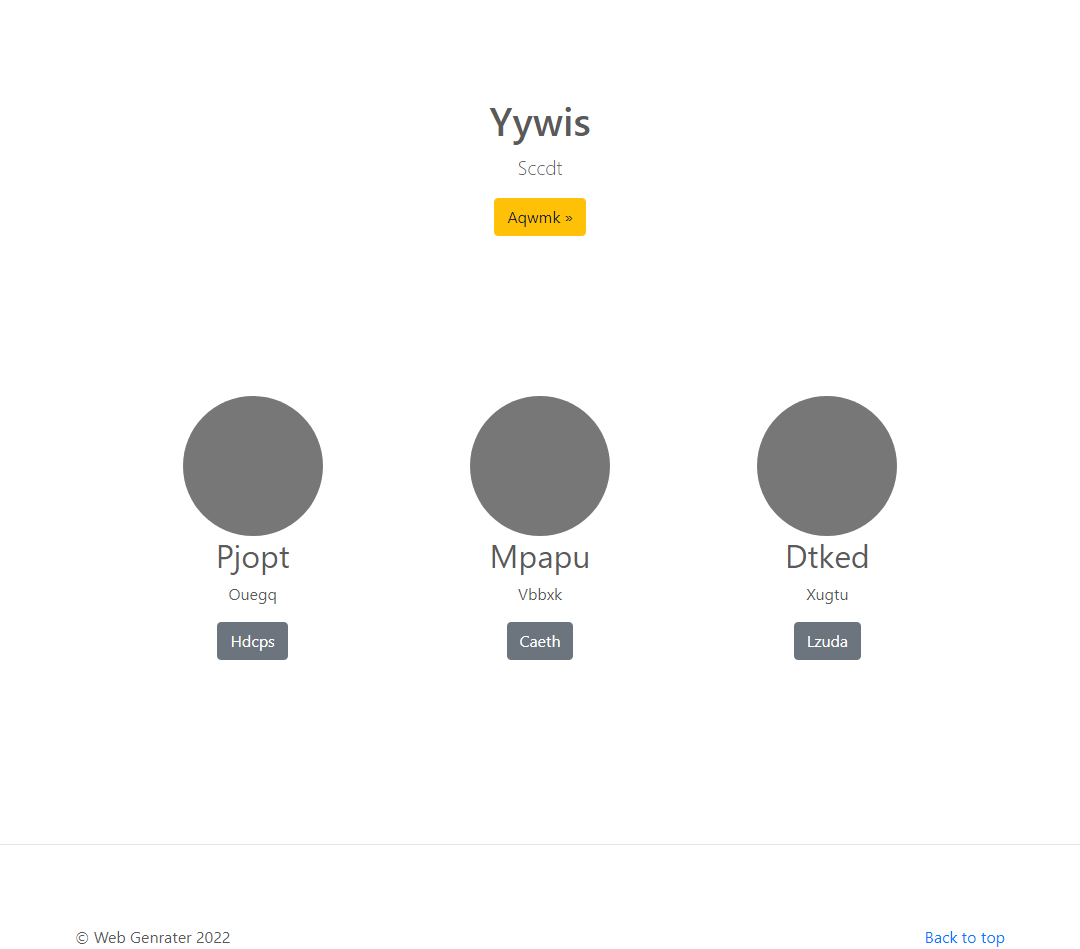 Yywis
Sccdt
Aqwmk »
Pjopt
Ouegq
Hdcps
Mpapu
Vbbxk
Caeth
Dtked
Xugtu
Lzuda
© Web Genrater 2022
Back to top